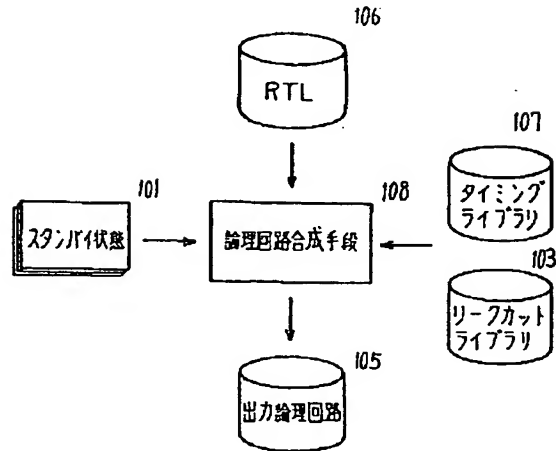 106
RTL
107
101
108
タイミング
ライブラリ
スタンバイ状態
論理回路合成手段
103
リークカット
ライブラリ
105
出力論理回路